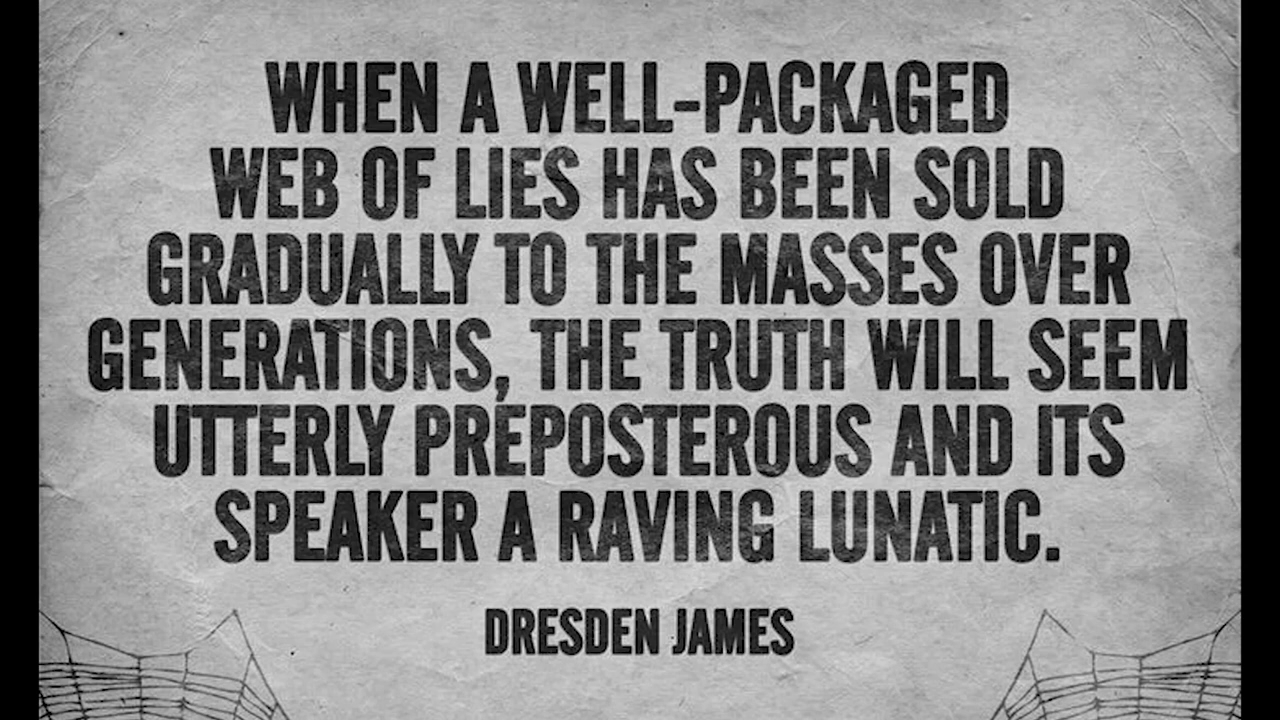 WHEN A WELL-PACKAGED
WEB OF LIES HAS BEEN SOLD
GRADUALLY TO THE MASSES OVER
GENERATIONS, THE TRUTH WILL SEEM
UTTERLY PREPOSTEROUS AND ITS
SPEAKER A RAVING LUNATIC.
DRESDEN JAMES